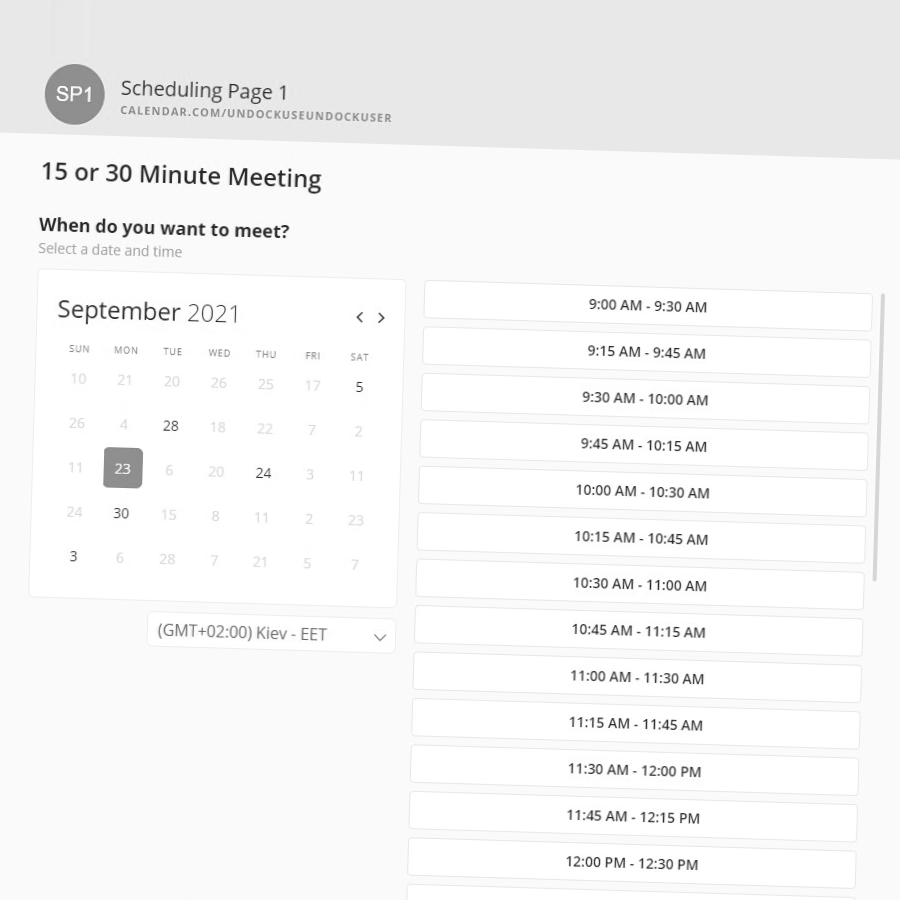 SP1
Scheduling Page 1
CALENDAR.COM/UNDOCKUSEUNDOCKUSER
15 or 30 Minute Meeting
When do you want to meet?
Select a date and time
September 2021
SUN MON TUE WED THU FRI SAT
10 21 20 26 25 17 5
26 4 28 18 22 7 2
11 23 6 20 24 3 11
24 30 15 8 11 2 23
3 6 28 7 21 5 7
(GMT+02:00) Kiev - EET
9:00 AM - 9:30 AM
9:15 AM - 9:45 AM
9:30 AM - 10:00 AM
9:45 AM - 10:15 AM
10:00 AM - 10:30 AM
10:15 AM - 10:45 AM
10:30 AM - 11:00 AM
10:45 AM - 11:15 AM
11:00 AM - 11:30 AM
11:15 AM - 11:45 AM
11:30 AM - 12:00 PM
11:45 AM - 12:15 PM
12:00 PM - 12:30 PM